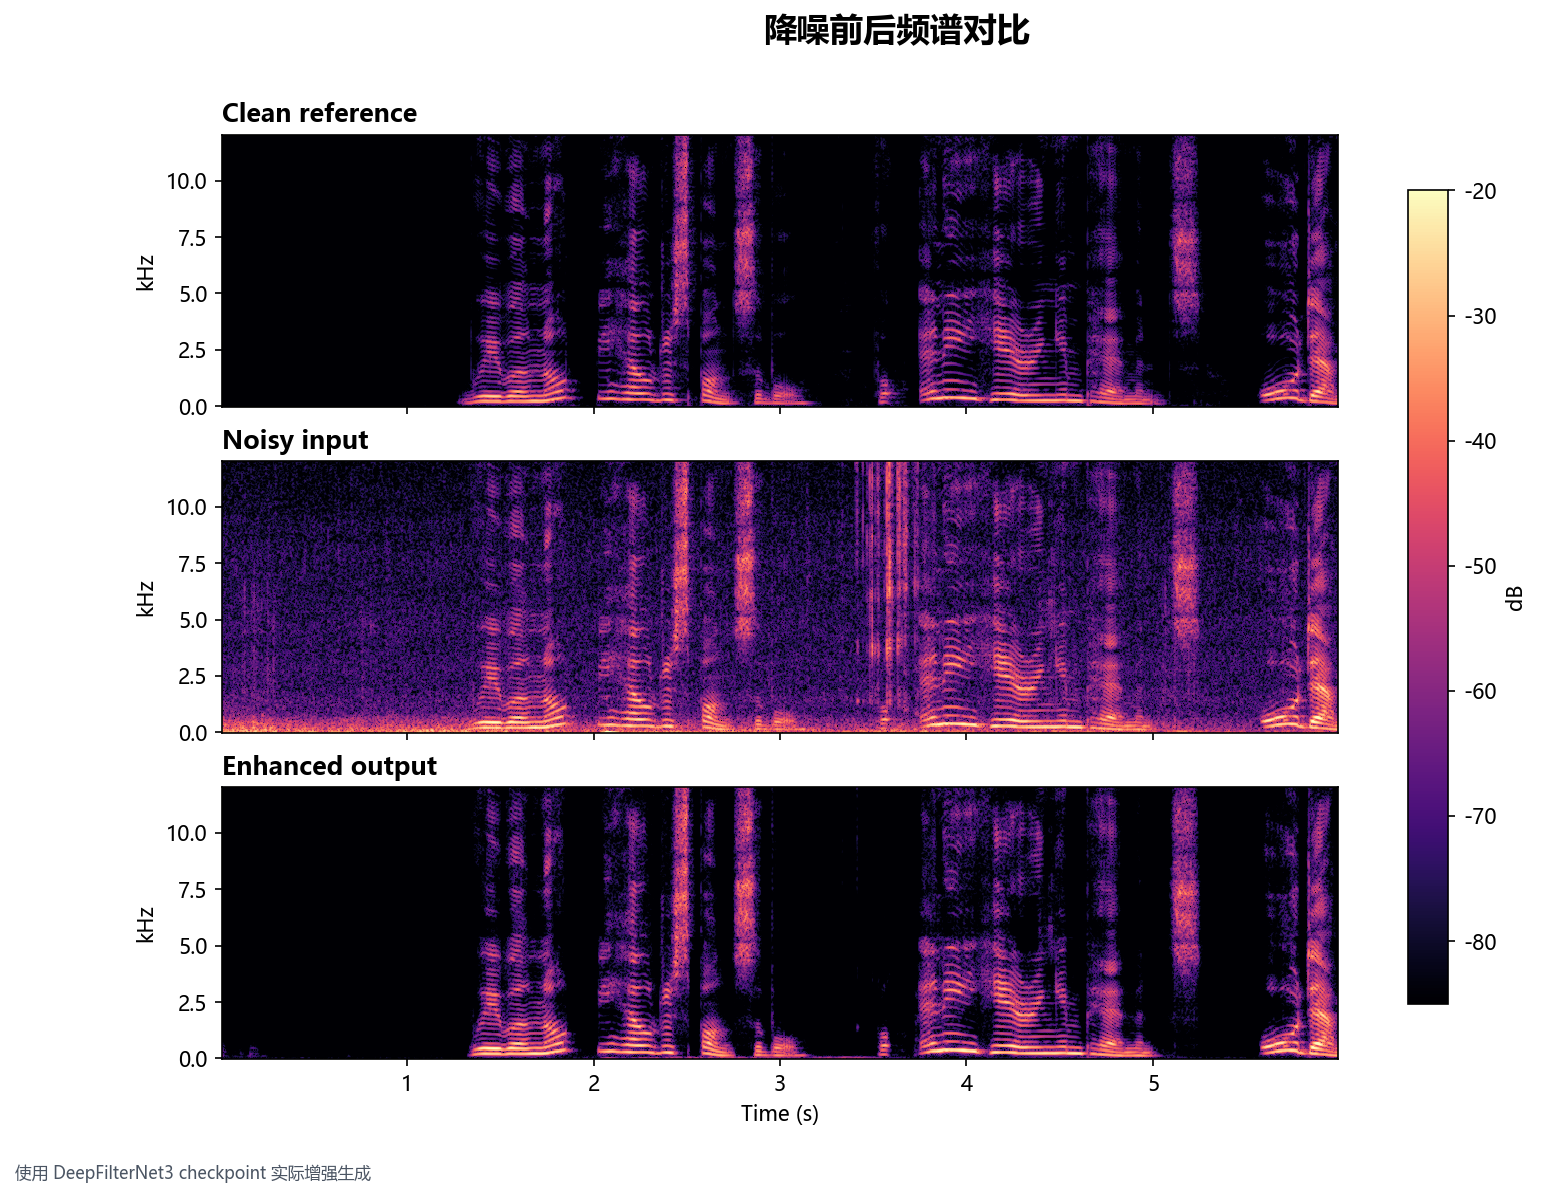 降噪前后频谱对比
Clean reference
10.0
7.5
5.0
2.5
0.0
kHz
Noisy input
10.0
7.5
5.0
2.5
0.0
kHz
Enhanced output
10.0
7.5
5.0
2.5
0.0
kHz
1 2 3 4 5
Time (s)
-20
-30
-40
-50
-60
-70
-80
dB
使用 DeepFilterNet3 checkpoint 实际增强生成